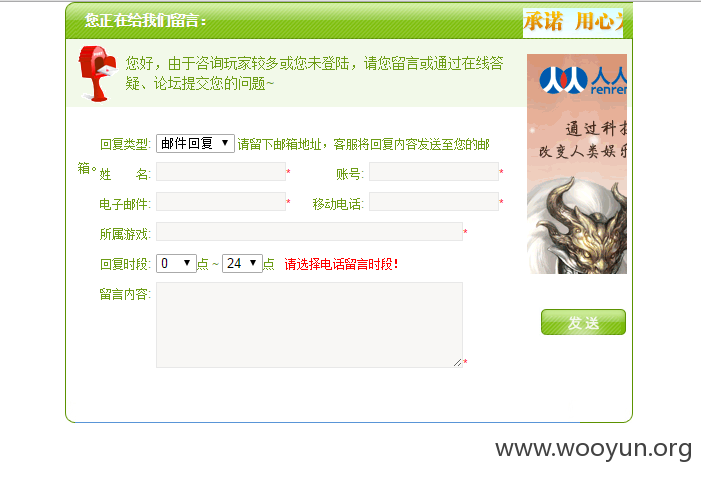 您正在给我们留言：
承诺 用心为
您好，由于咨询玩家较多或您未登陆，请您留言或通过在线答
疑、论坛提交您的问题~
人人
renren
通过科技
改变人类娱乐
回复类型: 邮件回复 请留下邮箱地址，客服将回复内容发送至您的邮
箱。
姓 名: * 账号: *
电子邮件: * 移动电话: *
所属游戏: *
回复时段: 0 点 ~ 24 点 请选择电话留言时段!
留言内容: *
发 送
www.wooyun.org